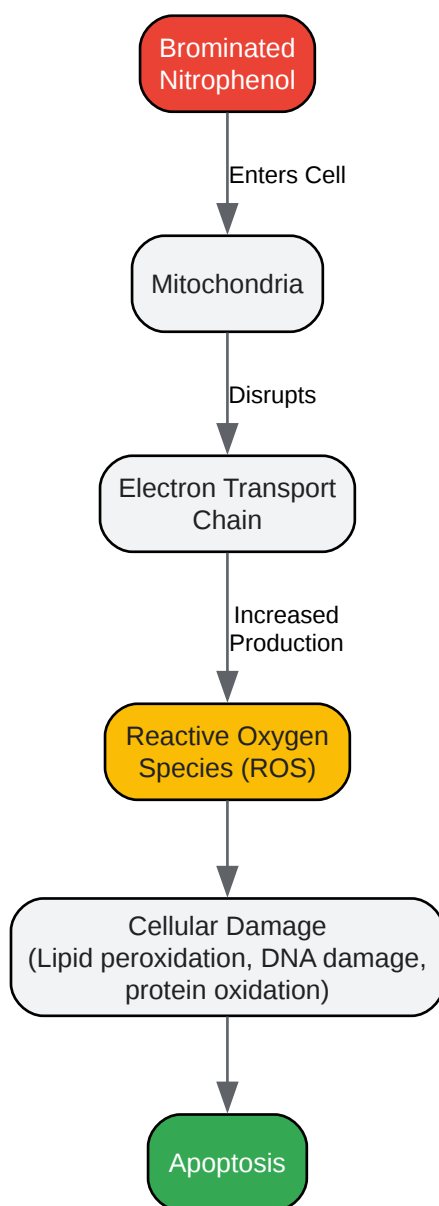 Brominated
Nitrophenol
Enters Cell
Mitochondria
Disrupts
Electron Transport
Chain
Increased
Production
Reactive Oxygen
Species (ROS)
Cellular Damage
(Lipid peroxidation, DNA damage,
protein oxidation)
Apoptosis